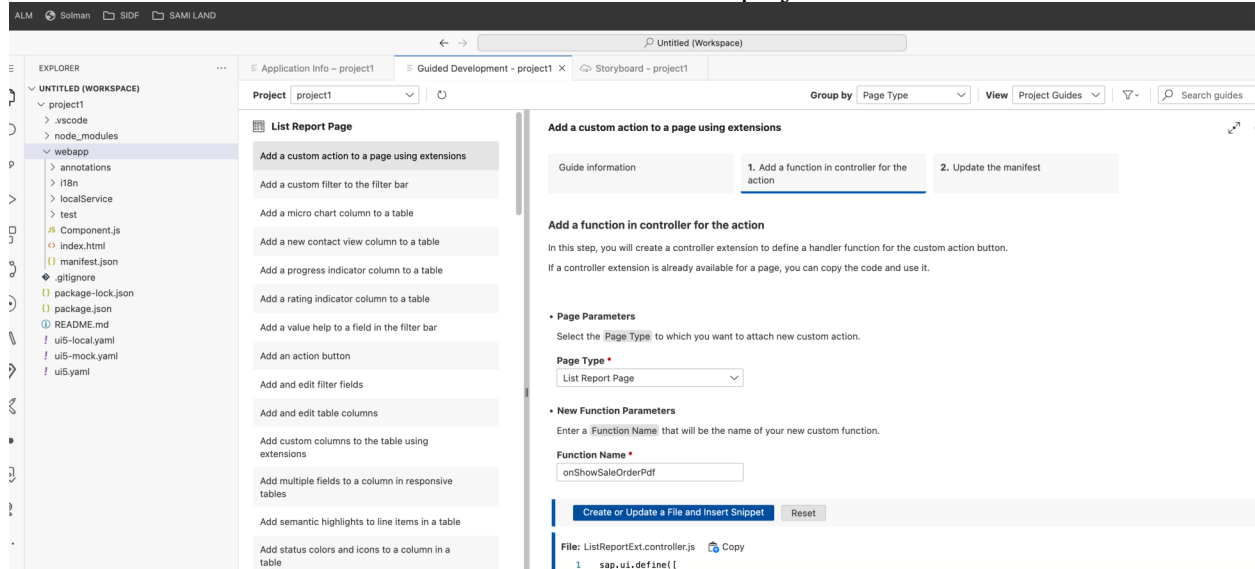 ALM Solman SIDF SAMI LAND
Untitled (Workspace)
EXPLORER
Application Info – project1 Guided Development - project1 Storyboard - project1
UNTITLED (WORKSPACE)
project1
.vscode
node_modules
webapp
annotations
i18n
localService
test
JS Component.js
<> index.html
{} manifest.json
.gitignore
{} package-lock.json
{} package.json
README.md
! ui5-local.yaml
! ui5-mock.yaml
! ui5.yaml
Project project1 Group by Page Type View Project Guides Search guides
List Report Page
Add a custom action to a page using extensions
Add a custom filter to the filter bar
Add a micro chart column to a table
Add a new contact view column to a table
Add a progress indicator column to a table
Add a rating indicator column to a table
Add a value help to a field in the filter bar
Add an action button
Add and edit filter fields
Add and edit table columns
Add custom columns to the table using
extensions
Add multiple fields to a column in responsive
tables
Add semantic highlights to line items in a table
Add status colors and icons to a column in a
table
Add a custom action to a page using extensions
Guide information
1. Add a function in controller for the
action
2. Update the manifest
Add a function in controller for the action
In this step, you will create a controller extension to define a handler function for the custom action button.
If a controller extension is already available for a page, you can copy the code and use it.
• Page Parameters
Select the Page Type to which you want to attach new custom action.
Page Type *
List Report Page
• New Function Parameters
Enter a Function Name that will be the name of your new custom function.
Function Name *
onShowSaleOrderPdf
Create or Update a File and Insert Snippet Reset
File: ListReportExt.controller.js Copy
1 sap.ui.define([